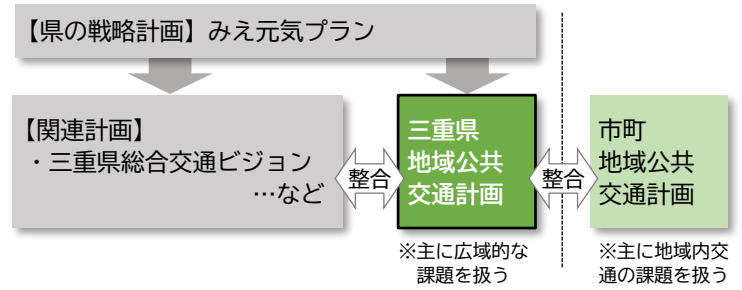 【県の戦略計画】みえ元気プラン
【関連計画】
・三重県総合交通ビジョン
…など
整合
三重県
地域公共
交通計画
整合
市町
地域公共
交通計画
※主に広域的な
課題を扱う
※主に地域内交
通の課題を扱う